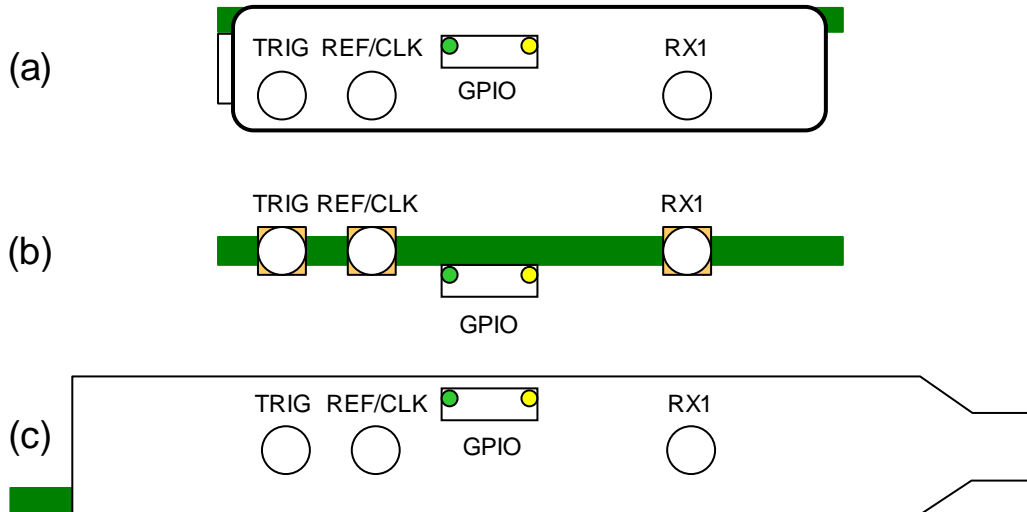 (a)
TRIG REF/CLK RX1
GPIO
(b)
TRIG REF/CLK RX1
GPIO
(c)
TRIG REF/CLK RX1
GPIO